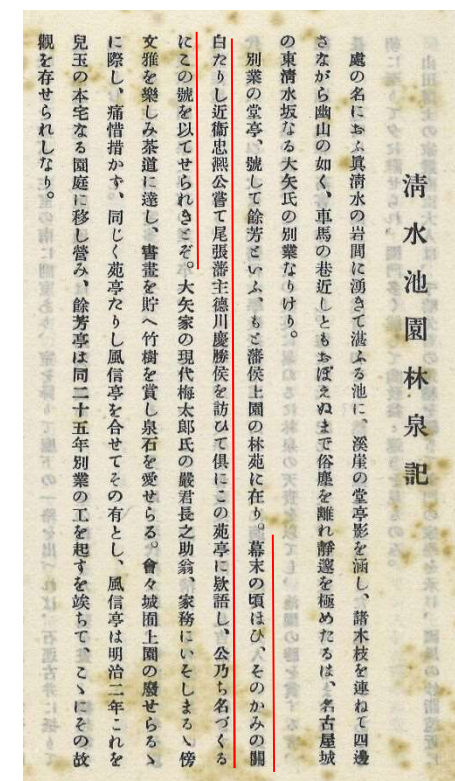 淸水池園林泉記
處の名におふ眞淸水の岩間に湧きて湛ふる池に、溪崖の堂亭影を涵し、諸木枝を連ねて四邊
さながら幽山の如く、車馬の巷近しともおぼえぬまで俗塵を離れ靜邃を極めたるは、名古屋城
の東淸水坂なる大矢氏の別業なりけり。
別業の堂亭、號して餘芳といふ、もと藩侯上園の林苑に在り。幕末の頃ほひ、そのかみの關
白たりし近衞忠凞公嘗て尾張藩主德川慶勝侯を訪ひて倶にこの苑亭に欵語し、公乃ち名づくる
にこの號を以てせられきとぞ。大矢家の現代梅太郎氏の嚴君長之助翁、家務にいそしまるゝ傍
文雅を樂しみ茶道に達し、書畫を貯へ竹樹を賞し泉石を愛せらる。會々城固上園の廢せらるゝ
に際し、痛惜措かず、同じく苑亭たりし風信亭を合せてその有とし、風信亭は明治二年これを
兒玉の本宅なる園庭に移し營み、餘芳亭は同二十五年別業の工を起すを竢ちて、こゝにその故
觀を存せられしなり。